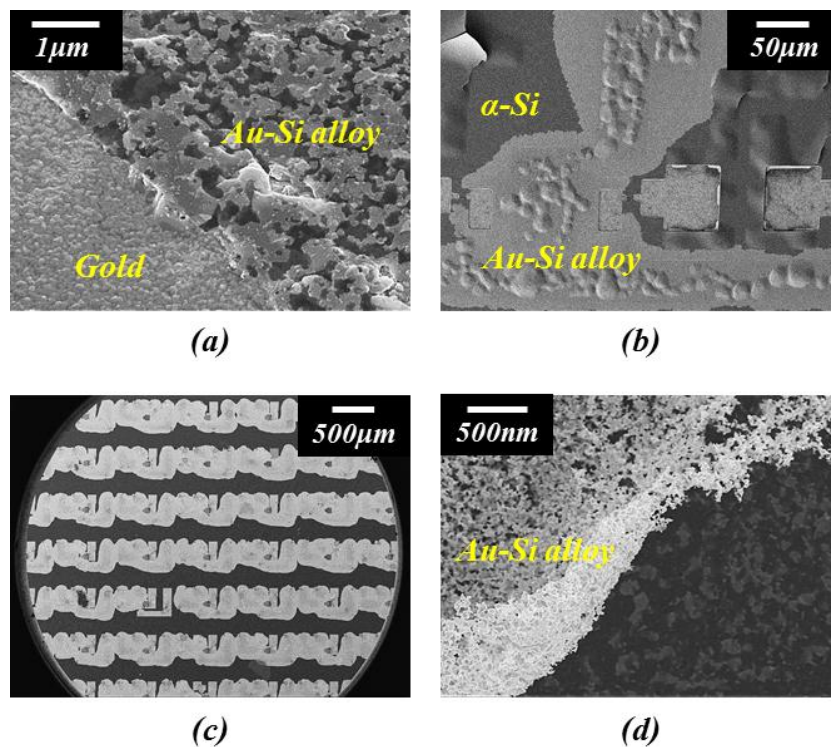 1μm
Au-Si alloy
Gold
(a)
50μm
α-Si
Au-Si alloy
(b)
500μm
(c)
500nm
Au-Si alloy
(d)